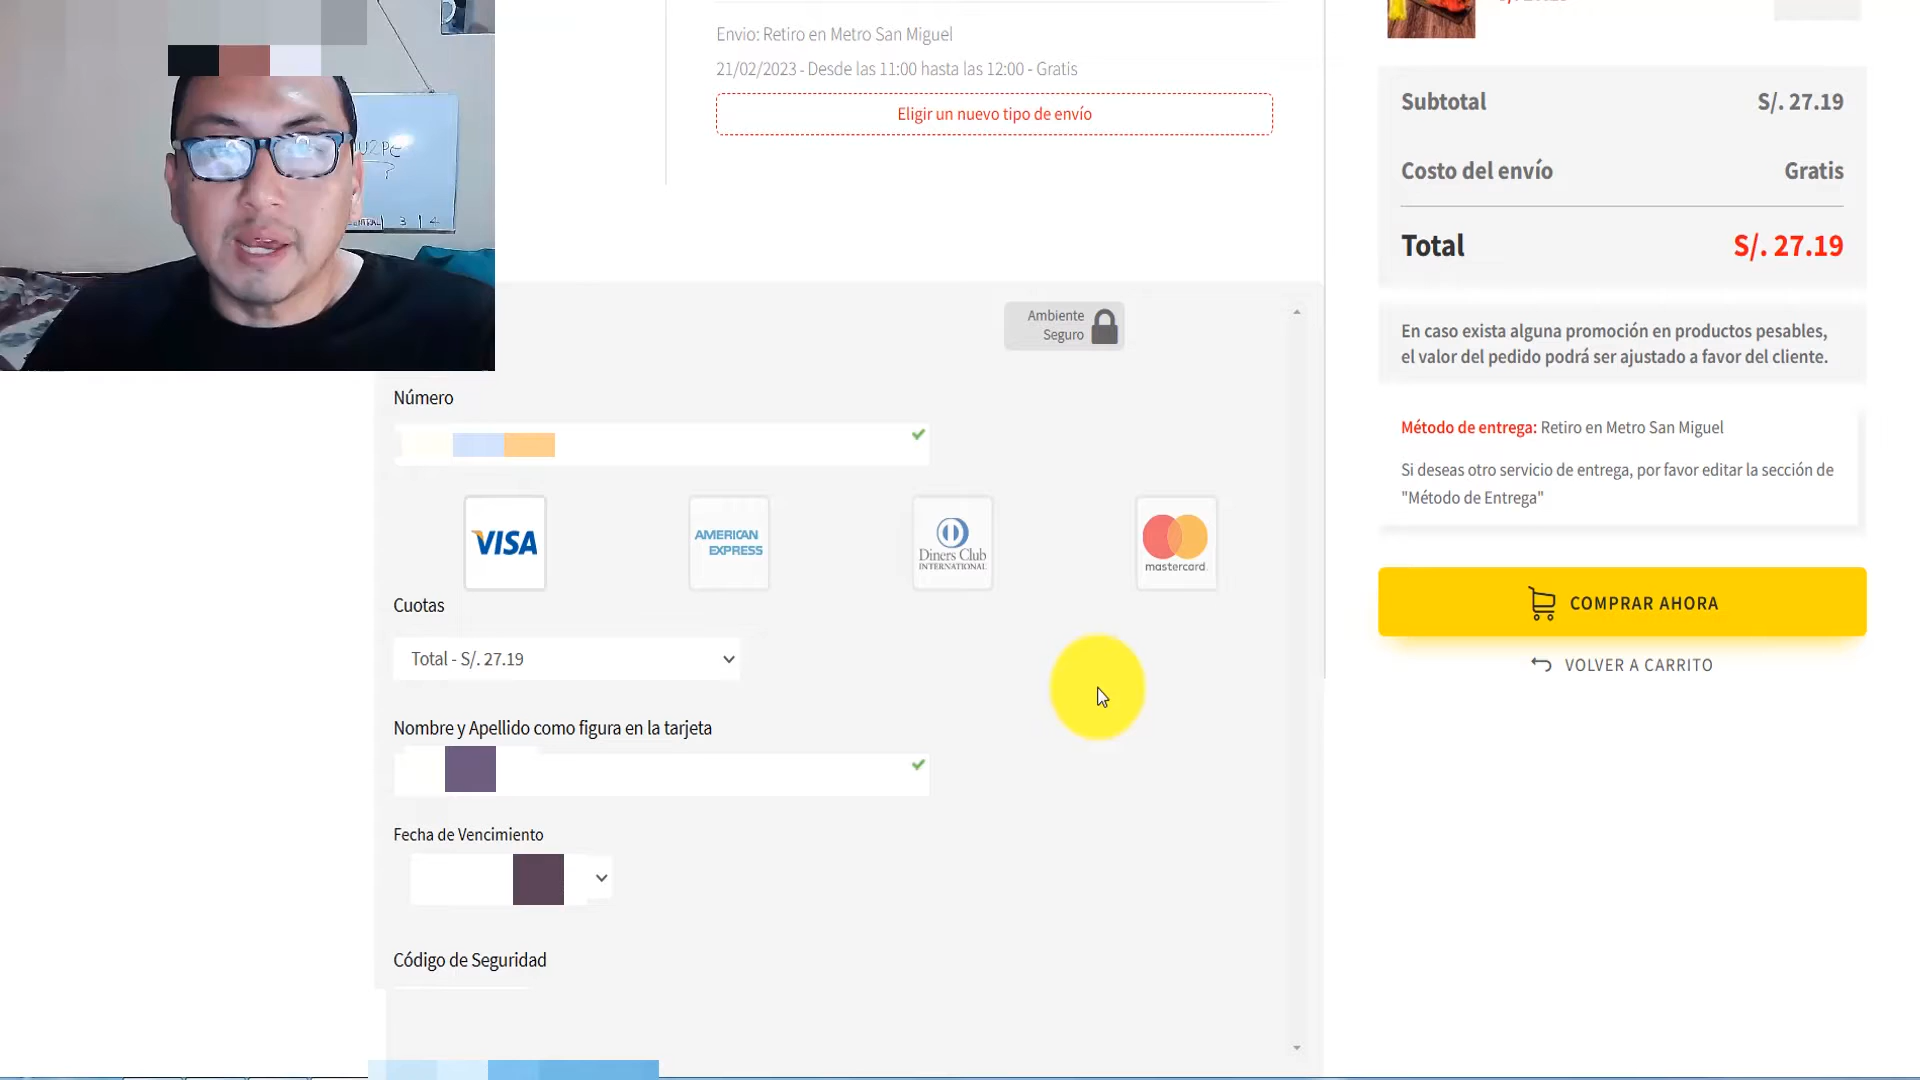 Envio: Retiro en Metro San Miguel
21/02/2023 - Desde las 11:00 hasta las 12:00 - Gratis
Eligir un nuevo tipo de envío
Ambiente
Seguro
Número
VISA
AMERICAN
EXPRESS
Diners Club
INTERNATIONAL
mastercard
Cuotas
Total - S/. 27.19
Nombre y Apellido como figura en la tarjeta
Fecha de Vencimiento
Código de Seguridad
Subtotal S/. 27.19
Costo del envío Gratis
Total S/. 27.19
En caso exista alguna promoción en productos pesables,
el valor del pedido podrá ser ajustado a favor del cliente.
Método de entrega: Retiro en Metro San Miguel
Si deseas otro servicio de entrega, por favor editar la sección de
"Método de Entrega"
COMPRAR AHORA
VOLVER A CARRITO